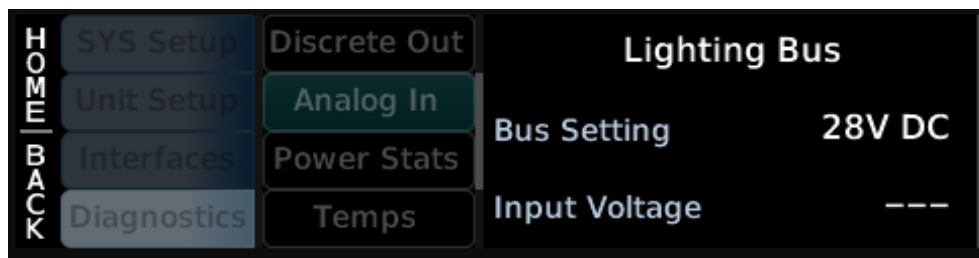 HOME
BACK
SYS Setup
Unit Setup
Interfaces
Diagnostics
Discrete Out
Analog In
Power Stats
Temps
Lighting Bus
Bus Setting 28V DC
Input Voltage ---